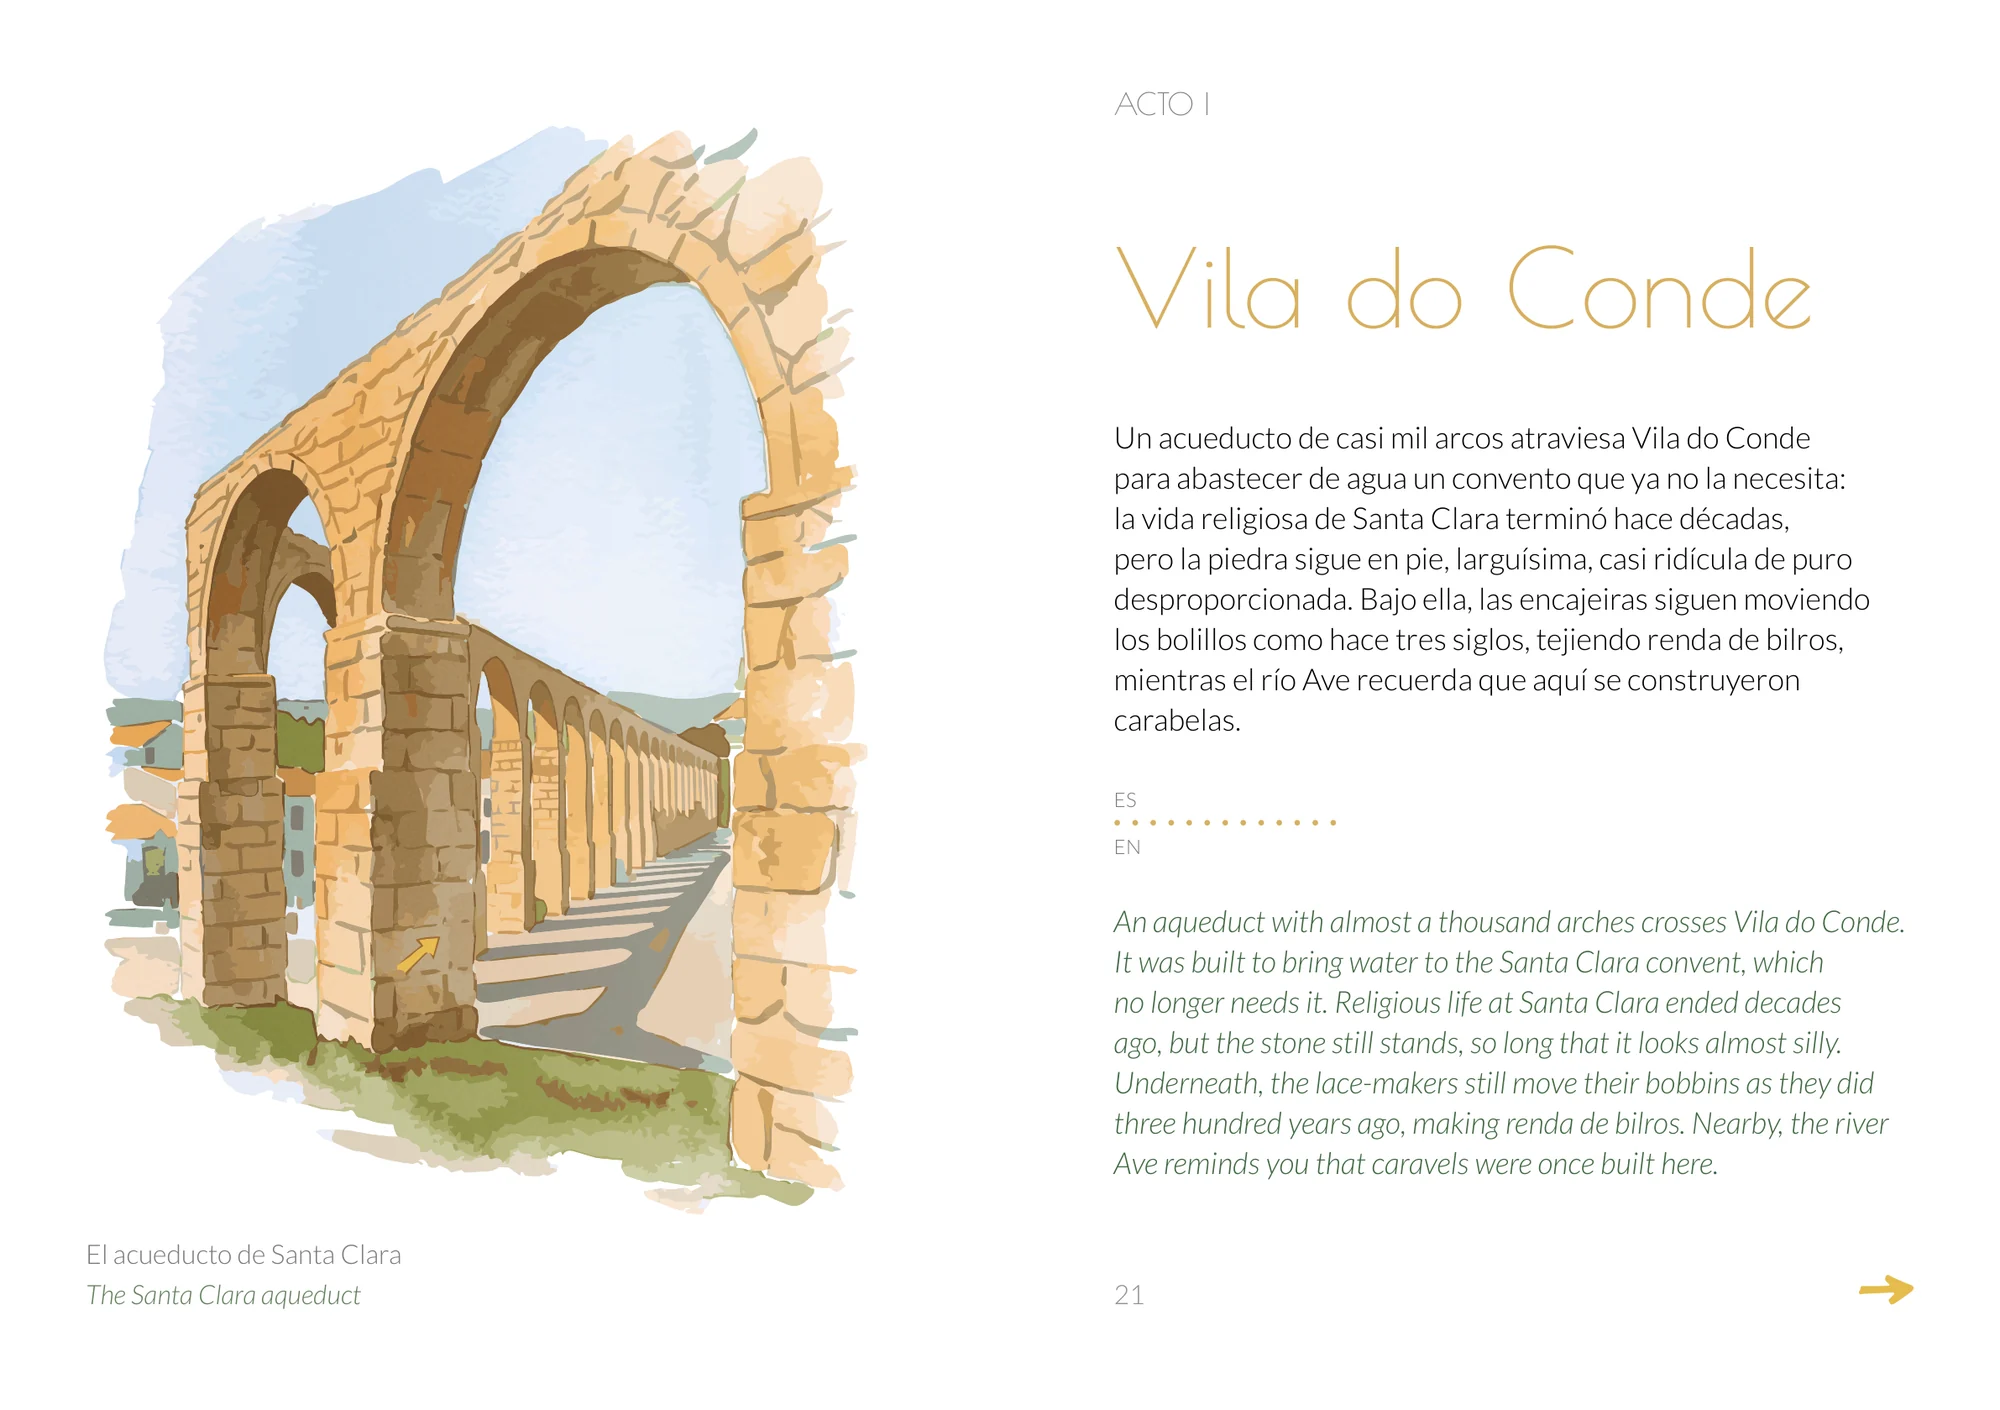 El acueducto de Santa Clara
The Santa Clara aqueduct
ACTO I
Vila do Conde
Un acueducto de casi mil arcos atraviesa Vila do Conde
para abastecer de agua un convento que ya no la necesita:
la vida religiosa de Santa Clara terminó hace décadas,
pero la piedra sigue en pie, larguísima, casi ridícula de puro
desproporcionada. Bajo ella, las encajeiras siguen moviendo
los bolillos como hace tres siglos, tejiendo renda de bilros,
mientras el río Ave recuerda que aquí se construyeron
carabelas.
ES
EN
An aqueduct with almost a thousand arches crosses Vila do Conde.
It was built to bring water to the Santa Clara convent, which
no longer needs it. Religious life at Santa Clara ended decades
ago, but the stone still stands, so long that it looks almost silly.
Underneath, the lace-makers still move their bobbins as they did
three hundred years ago, making renda de bilros. Nearby, the river
Ave reminds you that caravels were once built here.
21